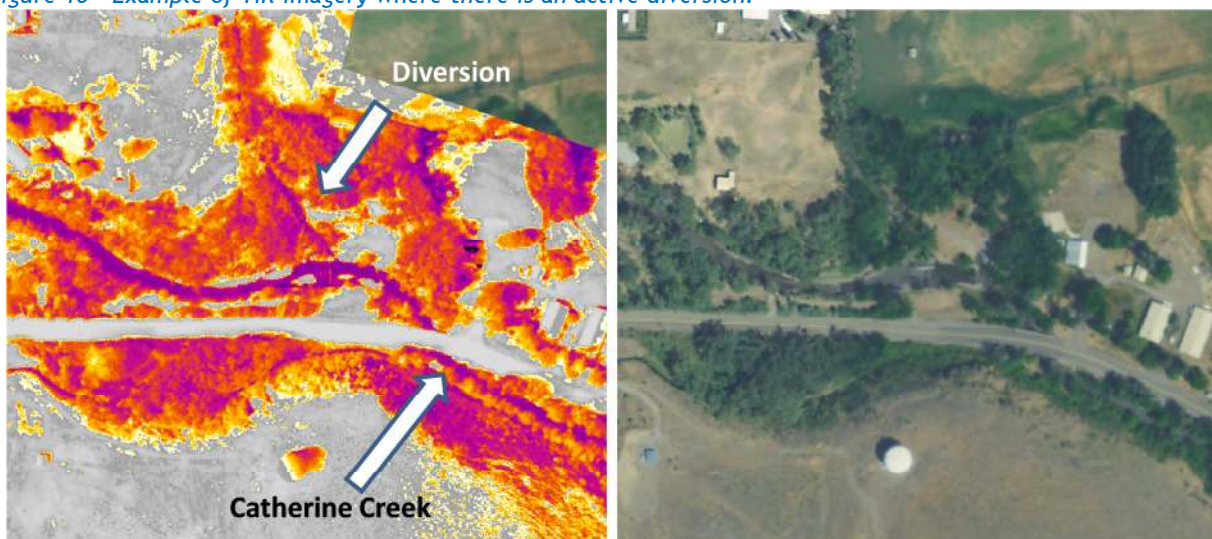 Figure 10 - Example of TIR imagery where there is an active diversion.
Diversion
Catherine Creek